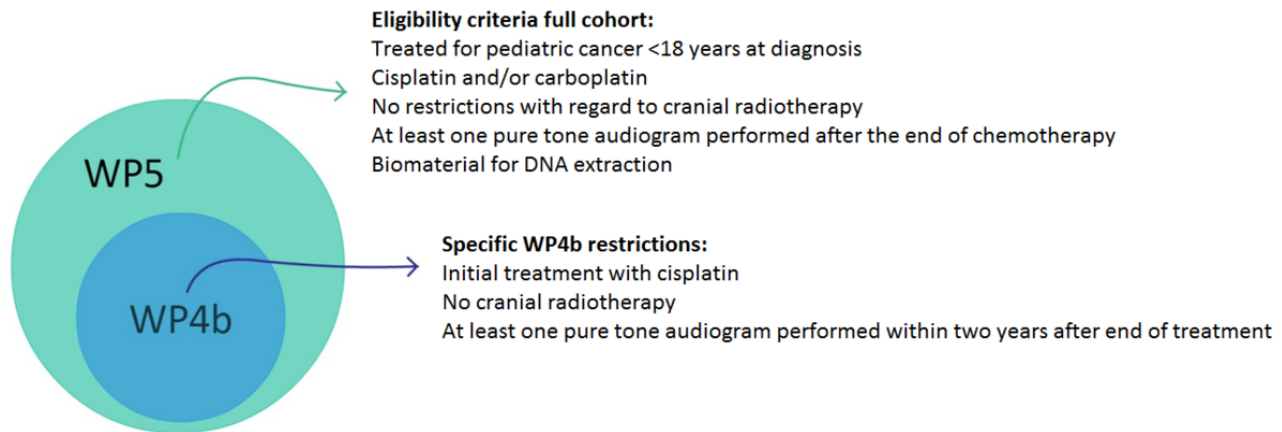 Eligibility criteria full cohort:
Treated for pediatric cancer <18 years at diagnosis
Cisplatin and/or carboplatin
No restrictions with regard to cranial radiotherapy
At least one pure tone audiogram performed after the end of chemotherapy
Biomaterial for DNA extraction
WP5
Specific WP4b restrictions:
Initial treatment with cisplatin
No cranial radiotherapy
At least one pure tone audiogram performed within two years after end of treatment
WP4b